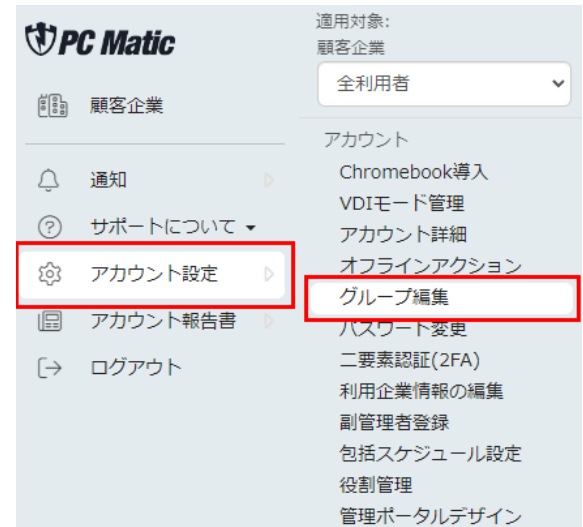 PC Matic
顧客企業
通知
サポートについて
アカウント設定
アカウント報告書
ログアウト
適用対象:
顧客企業
全利用者
アカウント
Chromebook導入
VDIモード管理
アカウント詳細
オフラインアクション
グループ編集
パスワード変更
二要素認証(2FA)
利用企業情報の編集
副管理者登録
包括スケジュール設定
役割管理
管理ポータルデザイン